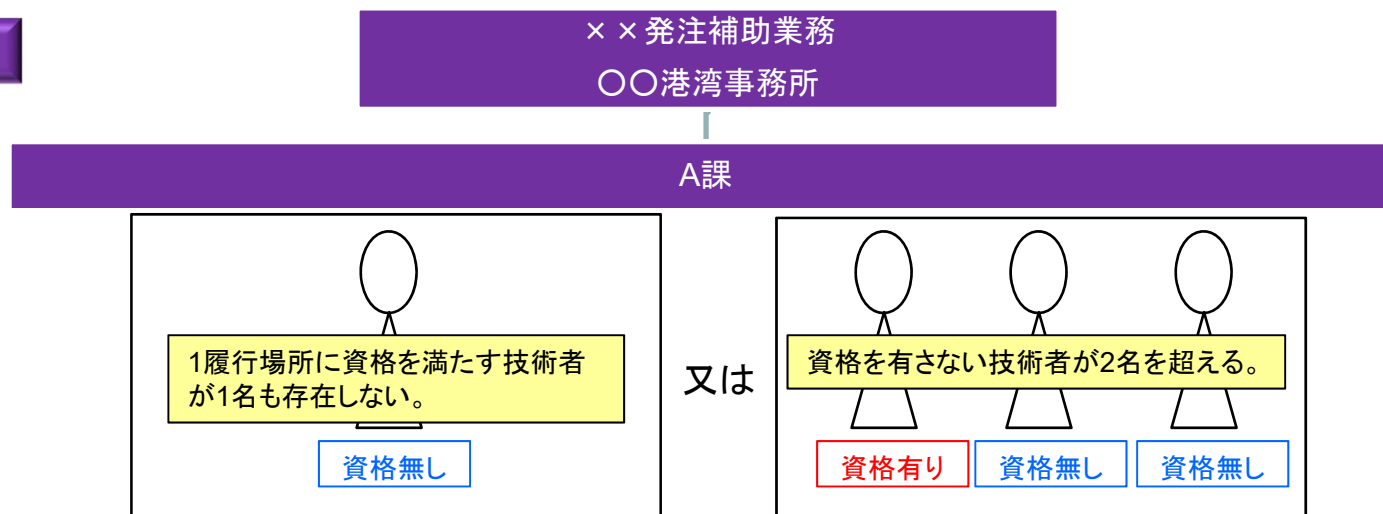 ××発注補助業務
〇〇港湾事務所
A課
1履行場所に資格を満たす技術者
が1名も存在しない。
資格無し
又は
資格を有さない技術者が2名を超える。
資格有り
資格無し
資格無し